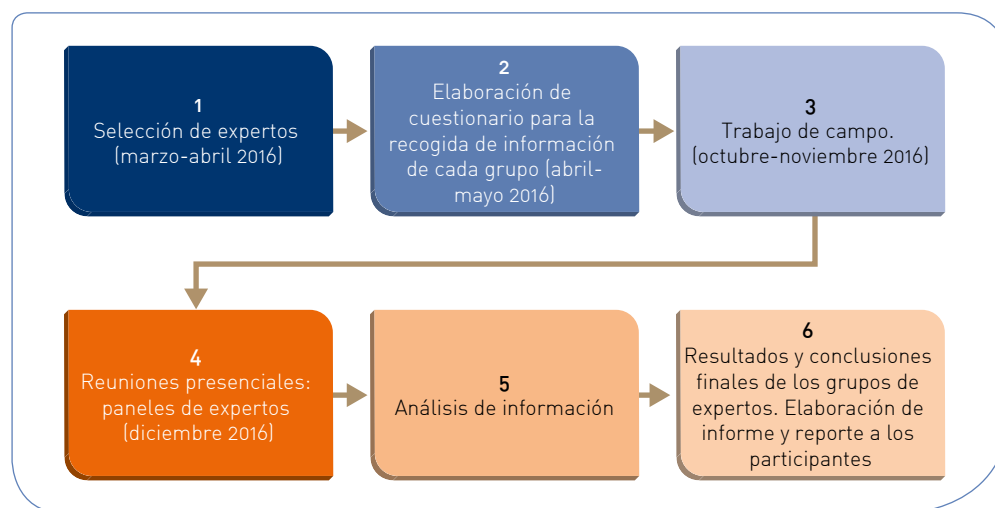 1
Selección de expertos
(marzo-abril 2016)
2
Elaboración de
cuestionario para la
recogida de información
de cada grupo (abril-
mayo 2016)
3
Trabajo de campo.
(octubre-noviembre 2016)
4
Reuniones presenciales:
paneles de expertos
(diciembre 2016)
5
Análisis de información
6
Resultados y conclusiones
finales de los grupos de
expertos. Elaboración de
informe y reporte a los
participantes